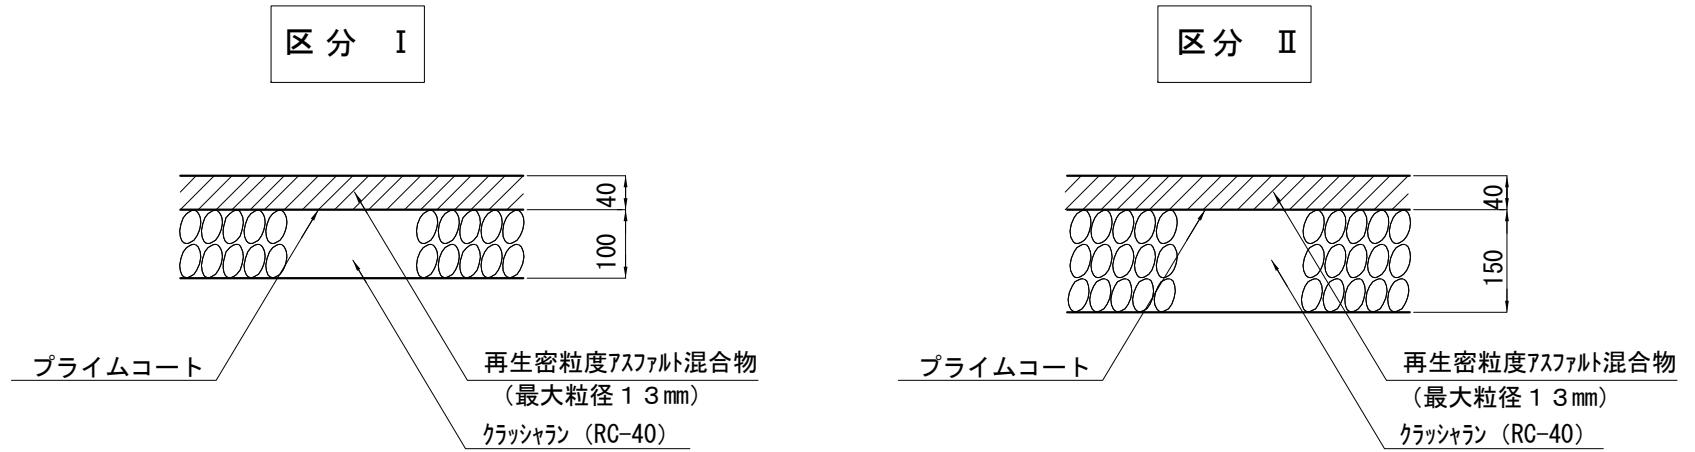 区分 Ⅰ
40
100
プライムコート
再生密粒度ｱｽﾌｧﾙﾄ混合物
（最大粒径１３㎜）
ｸﾗｯｼｬﾗﾝ（RC-40）
区分 Ⅱ
40
150
プライムコート
再生密粒度ｱｽﾌｧﾙﾄ混合物
（最大粒径１３㎜）
ｸﾗｯｼｬﾗﾝ（RC-40）